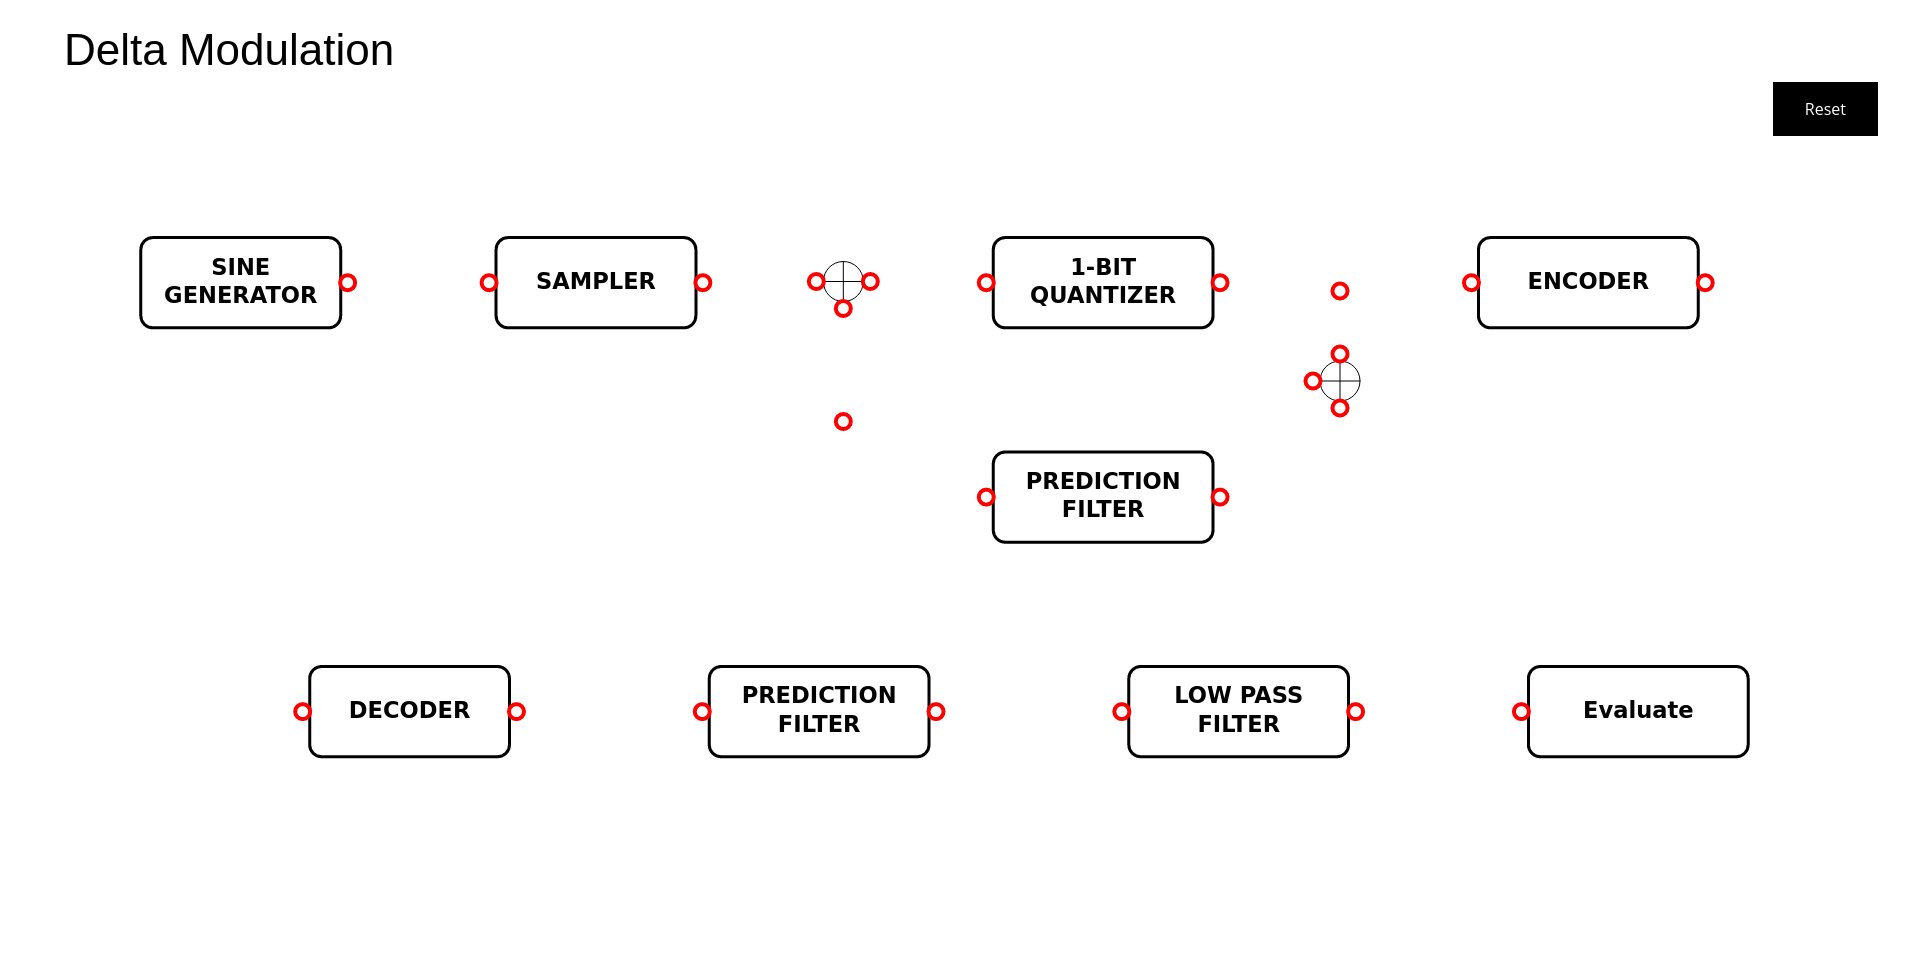 Delta Modulation
Reset
SINE
GENERATOR
SAMPLER
1-BIT
QUANTIZER
ENCODER
PREDICTION
FILTER
DECODER
PREDICTION
FILTER
LOW PASS
FILTER
Evaluate